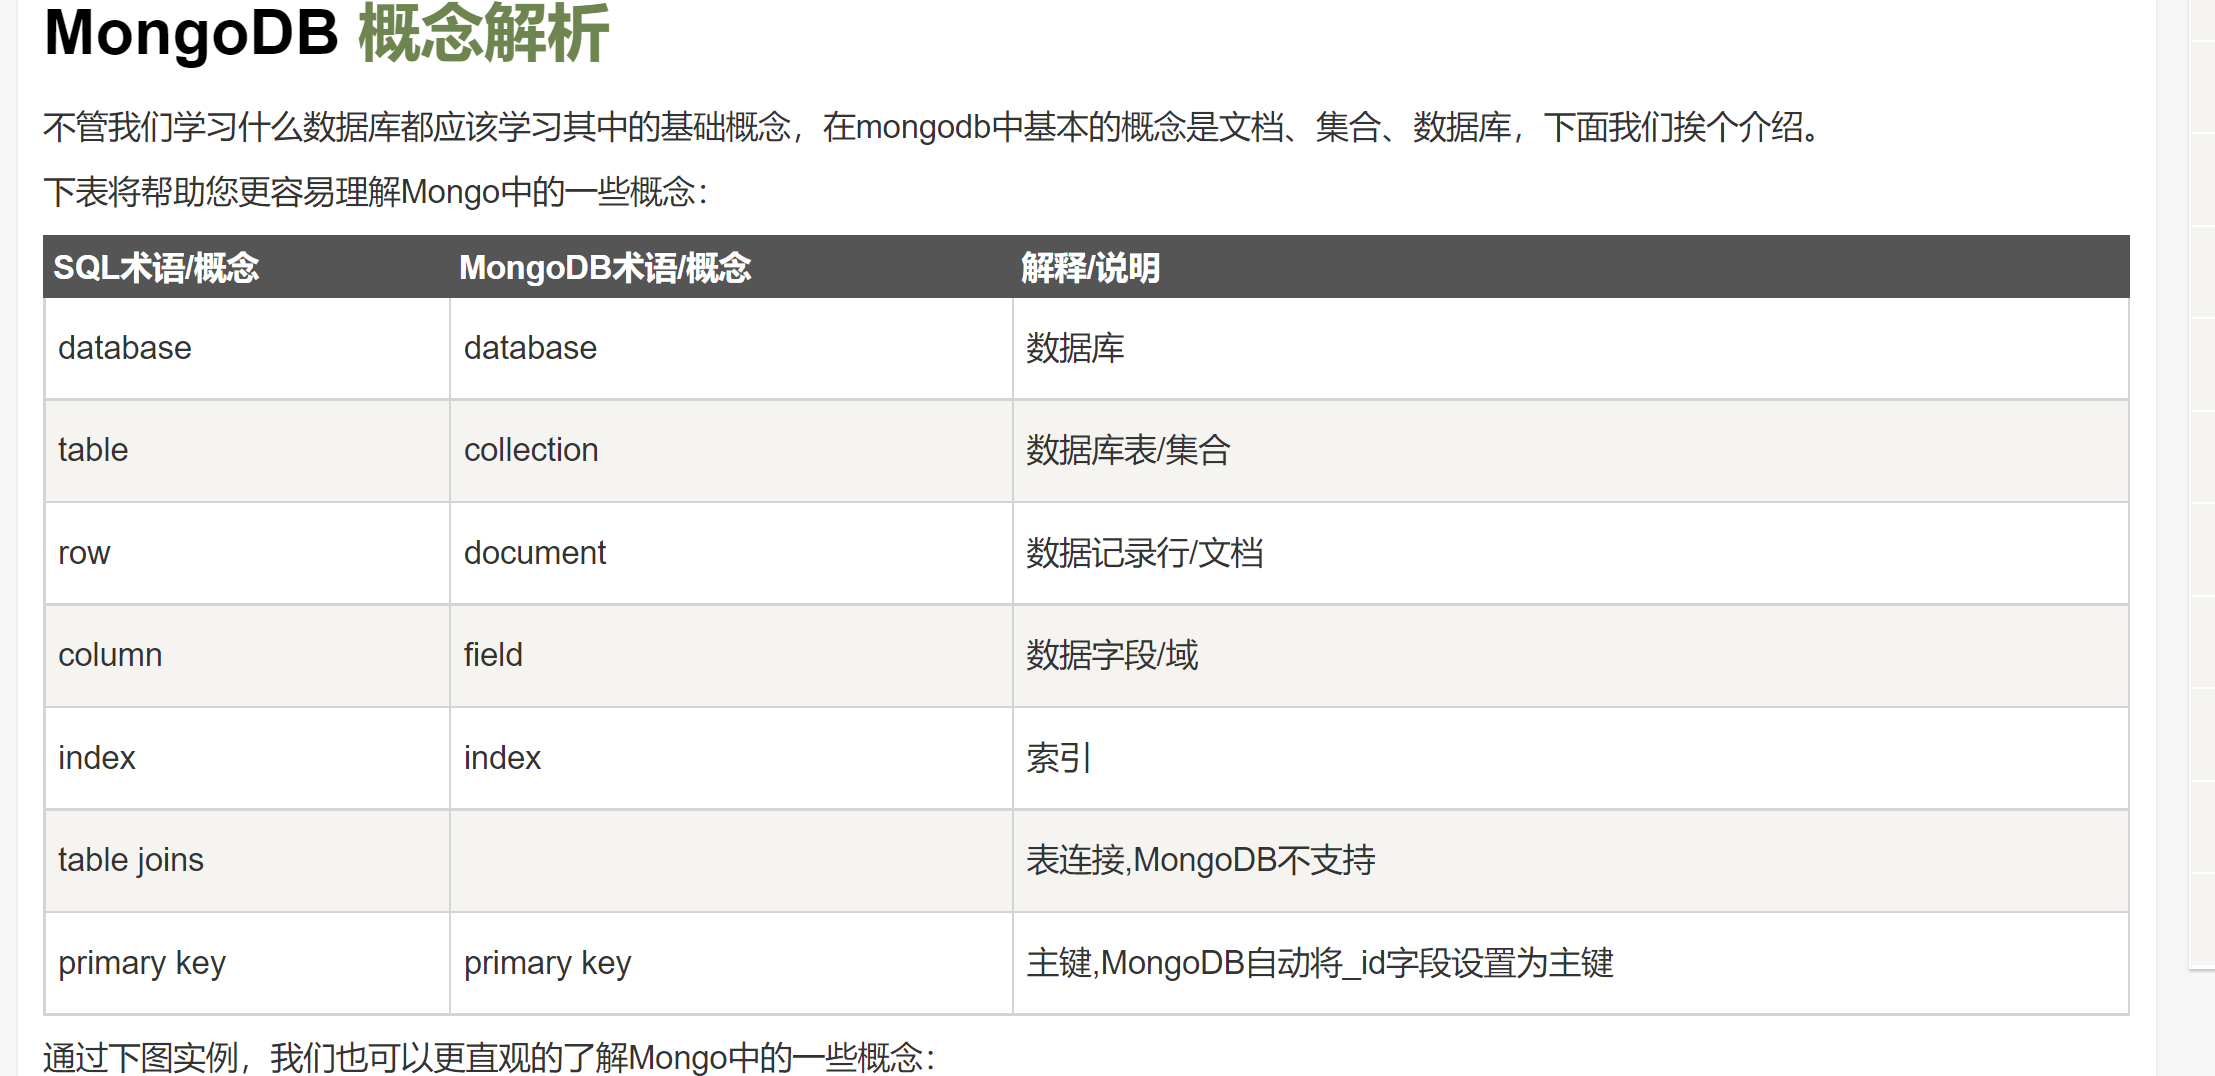 MongoDB 概念解析
不管我们学习什么数据库都应该学习其中的基础概念，在mongodb中基本的概念是文档、集合、数据库，下面我们挨个介绍。
下表将帮助您更容易理解Mongo中的一些概念：
SQL术语/概念 MongoDB术语/概念 解释/说明
database database 数据库
table collection 数据库表/集合
row document 数据记录行/文档
column field 数据字段/域
index index 索引
table joins 表连接,MongoDB不支持
primary key primary key 主键,MongoDB自动将_id字段设置为主键
通过下图实例，我们也可以更直观的了解Mongo中的一些概念：